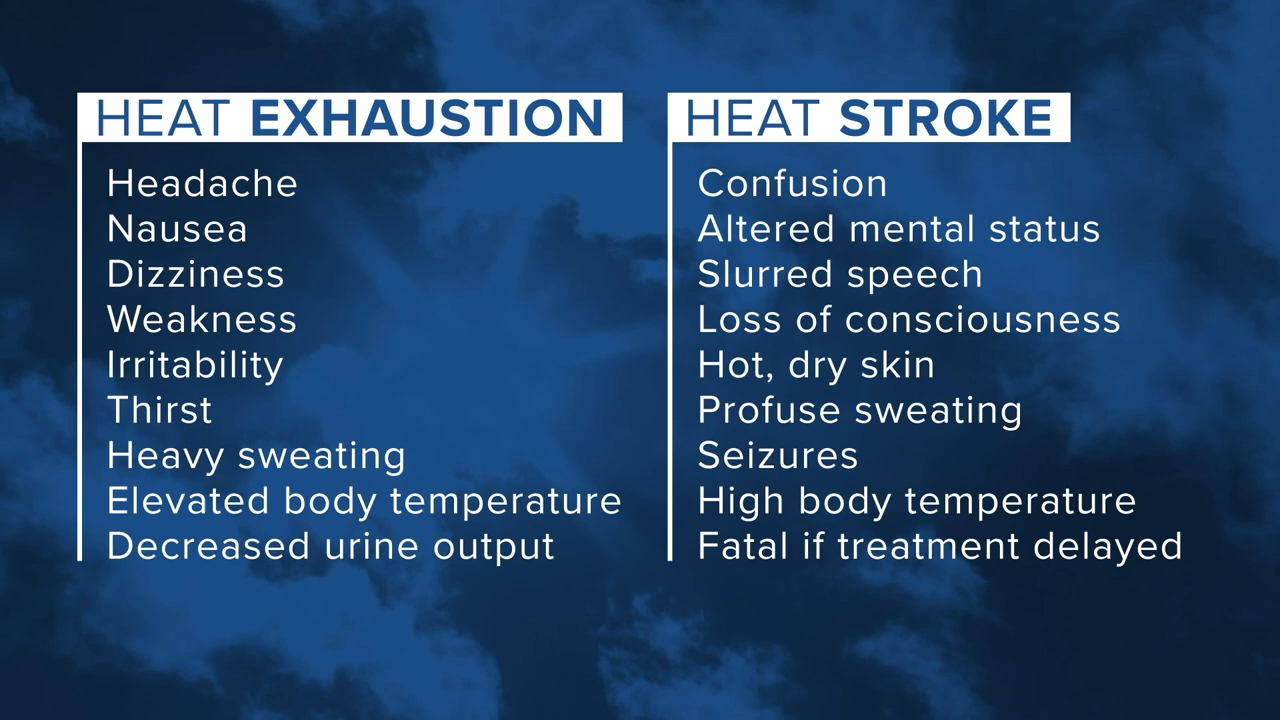 HEAT EXHAUSTION
Headache
Nausea
Dizziness
Weakness
Irritability
Thirst
Heavy sweating
Elevated body temperature
Decreased urine output
HEAT STROKE
Confusion
Altered mental status
Slurred speech
Loss of consciousness
Hot, dry skin
Profuse sweating
Seizures
High body temperature
Fatal if treatment delayed